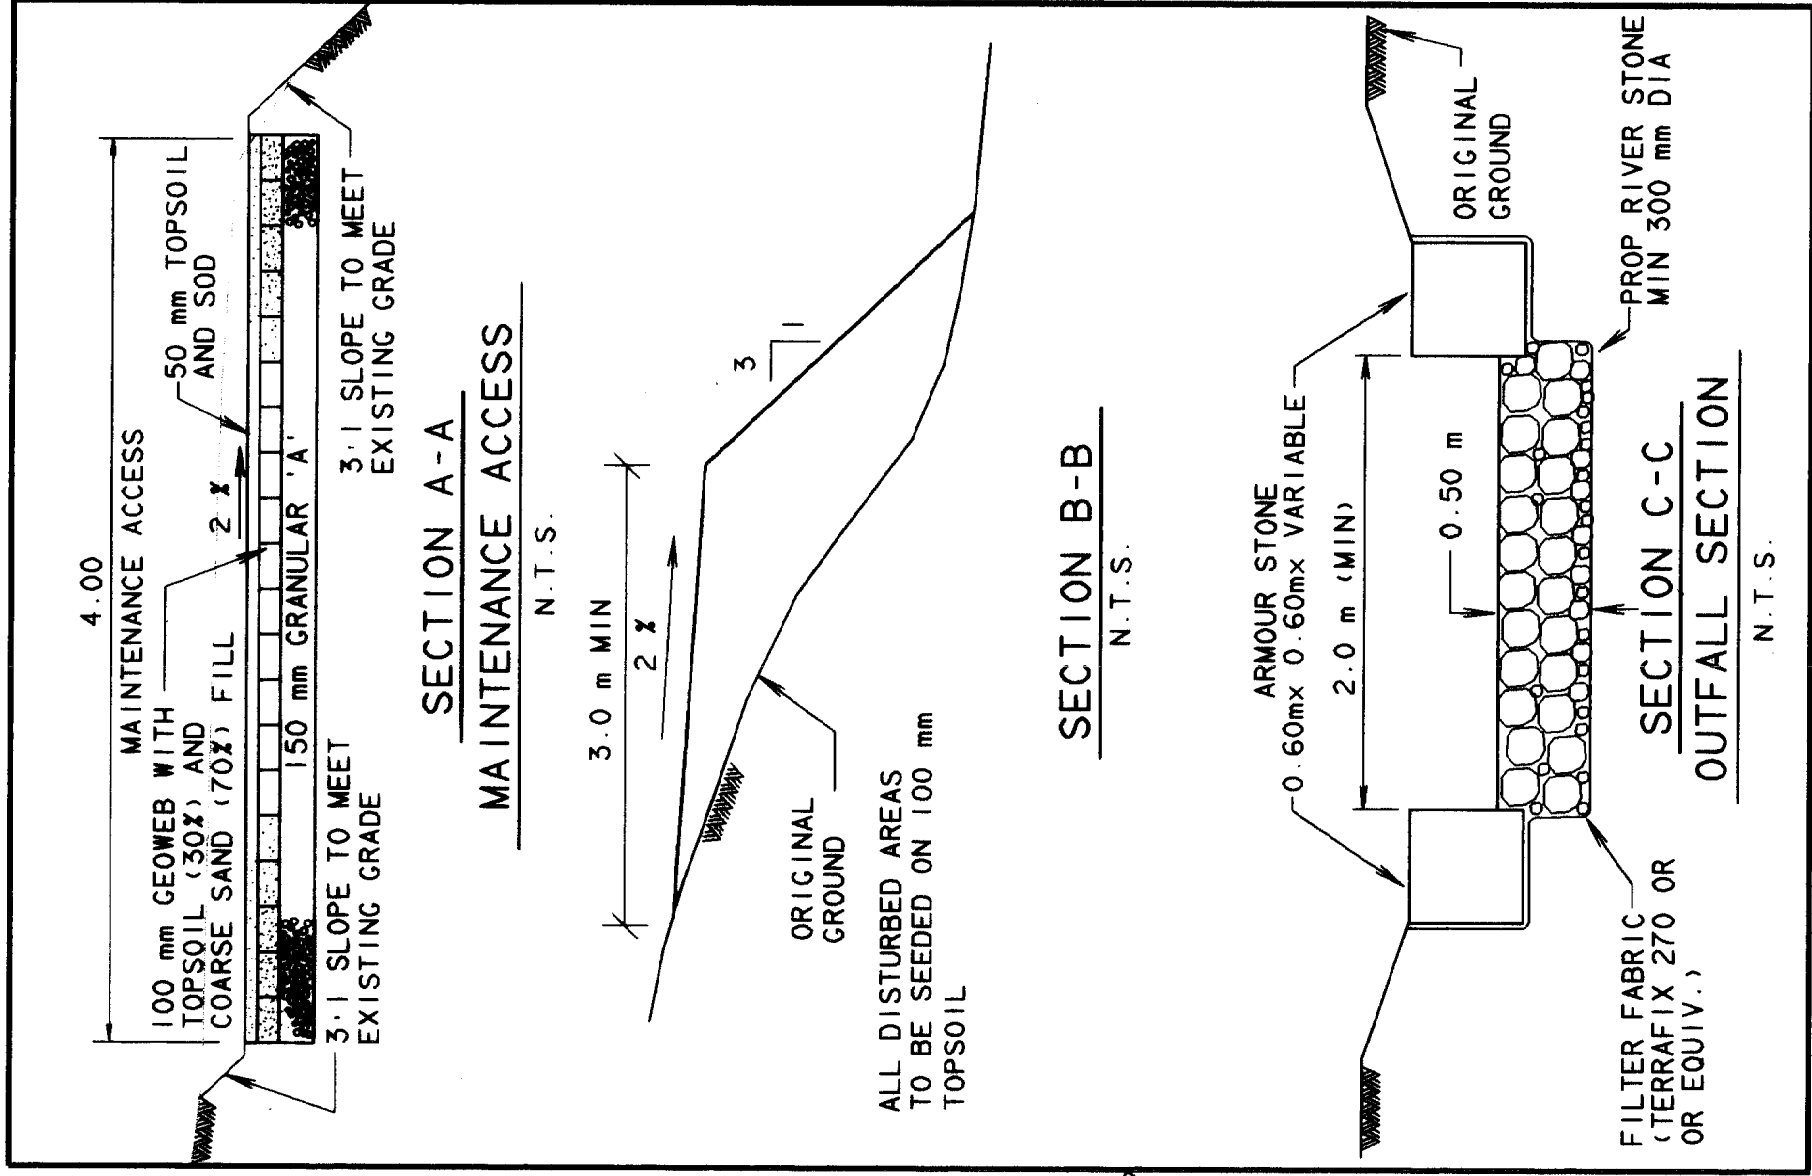 4.00
MAINTENANCE ACCESS
100 mm GEOWEB WITH
TOPSOIL (30%) AND
COARSE SAND (70%) FILL
2 %
50 mm TOPSOIL
AND SOD
150 mm GRANULAR 'A'
3:1 SLOPE TO MEET
EXISTING GRADE
3:1 SLOPE TO MEET
EXISTING GRADE
SECTION A-A
MAINTENANCE ACCESS
N.T.S.
3.0 m MIN
2 %
3
1
ORIGINAL
GROUND
ALL DISTURBED AREAS
TO BE SEEDED ON 100 mm
TOPSOIL
SECTION B-B
N.T.S.
ARMOUR STONE
0.60mx 0.60mx VARIABLE
2.0 m (MIN)
0.50 m
ORIGINAL
GROUND
PROP RIVER STONE
MIN 300 mm DIA
FILTER FABRIC
(TERRAFIX 270 OR
OR EQUIV.)
SECTION C-C
OUTFALL SECTION
N.T.S.